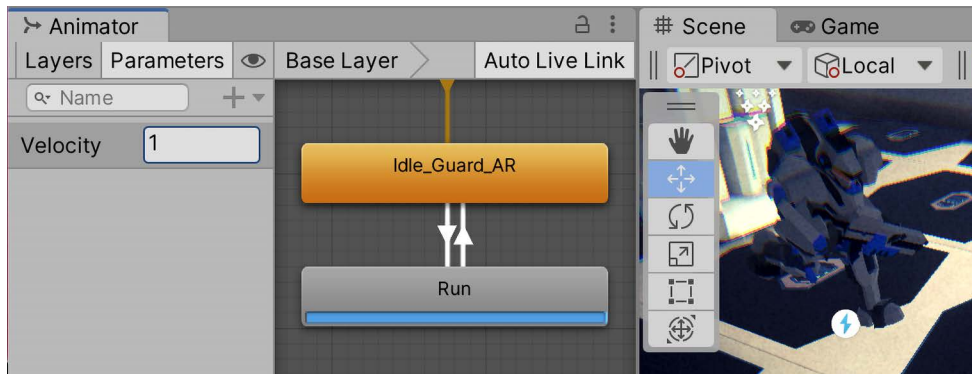 Animator
Layers Parameters
Name
Velocity 1
Base Layer Auto Live Link
Idle_Guard_AR
Run
Scene Game
Pivot Local